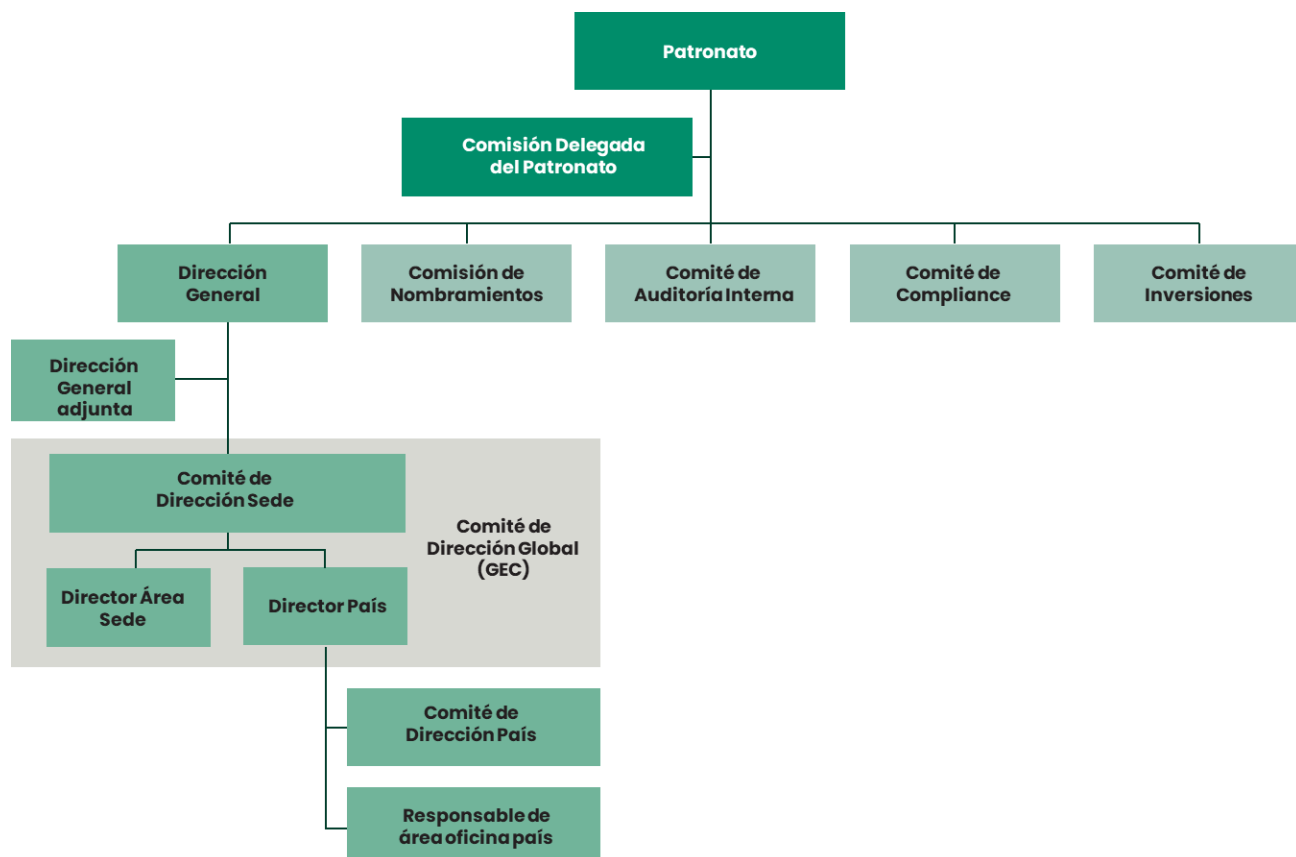 Patronato
Comisión Delegada
del Patronato
Dirección
General
Comisión de
Nombramientos
Comité de
Auditoría Interna
Comité de
Compliance
Comité de
Inversiones
Dirección
General
adjunta
Comité de
Dirección Sede
Comité de
Dirección Global
(GEC)
Director Área
Sede
Director País
Comité de
Dirección País
Responsable de
área oficina país